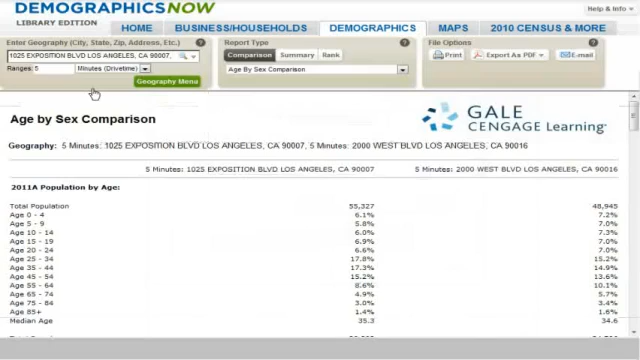 DEMOGRAPHICSNOW
LIBRARY EDITION
Help & Info
HOME BUSINESS/HOUSEHOLDS DEMOGRAPHICS MAPS 2010 CENSUS & MORE
Enter Geography (City, State, Zip, Address, Etc.) ? Report Type ? File Options ?
1025 EXPOSITION BLVD LOS ANGELES, CA 90007, Comparison Summary Rank Print Export As PDF E-mail
Ranges: 5 Minutes (Drivetime) Age By Sex Comparison
Geography Menu
Age by Sex Comparison
GALE
CENGAGE Learning
Geography: 5 Minutes: 1025 EXPOSITION BLVD LOS ANGELES, CA 90007, 5 Minutes: 2000 WEST BLVD LOS ANGELES, CA 90016
5 Minutes: 1025 EXPOSITION BLVD LOS ANGELES, CA 90007 5 Minutes: 2000 WEST BLVD LOS ANGELES, CA 90016
2011A Population by Age:
Total Population 55,327 48,945
Age 0 - 4 6.1% 7.2%
Age 5 - 9 5.8% 7.0%
Age 10 - 14 6.0% 7.3%
Age 15 - 19 6.9% 7.0%
Age 20 - 24 6.6% 7.0%
Age 25 - 34 17.8% 15.2%
Age 35 - 44 17.3% 14.9%
Age 45 - 54 15.2% 13.6%
Age 55 - 64 8.6% 10.1%
Age 65 - 74 4.9% 5.7%
Age 75 - 84 3.0% 3.4%
Age 85+ 1.4% 1.6%
Median Age 35.3 34.6